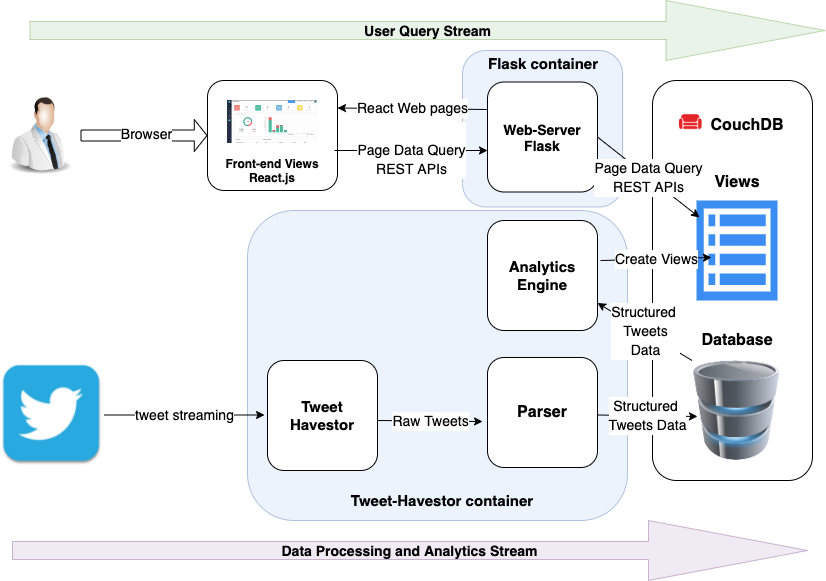 User Query Stream
Flask container
React Web pages
Browser
Front-end Views
React.js
Page Data Query
REST APIs
Web-Server
Flask
CouchDB
Page Data Query
REST APIs
Views
Analytics
Engine
Create Views
Structured
Tweets
Data
Database
tweet streaming
Tweet
Havestor
Raw Tweets
Parser
Structured
Tweets Data
Tweet-Havestor container
Data Processing and Analytics Stream